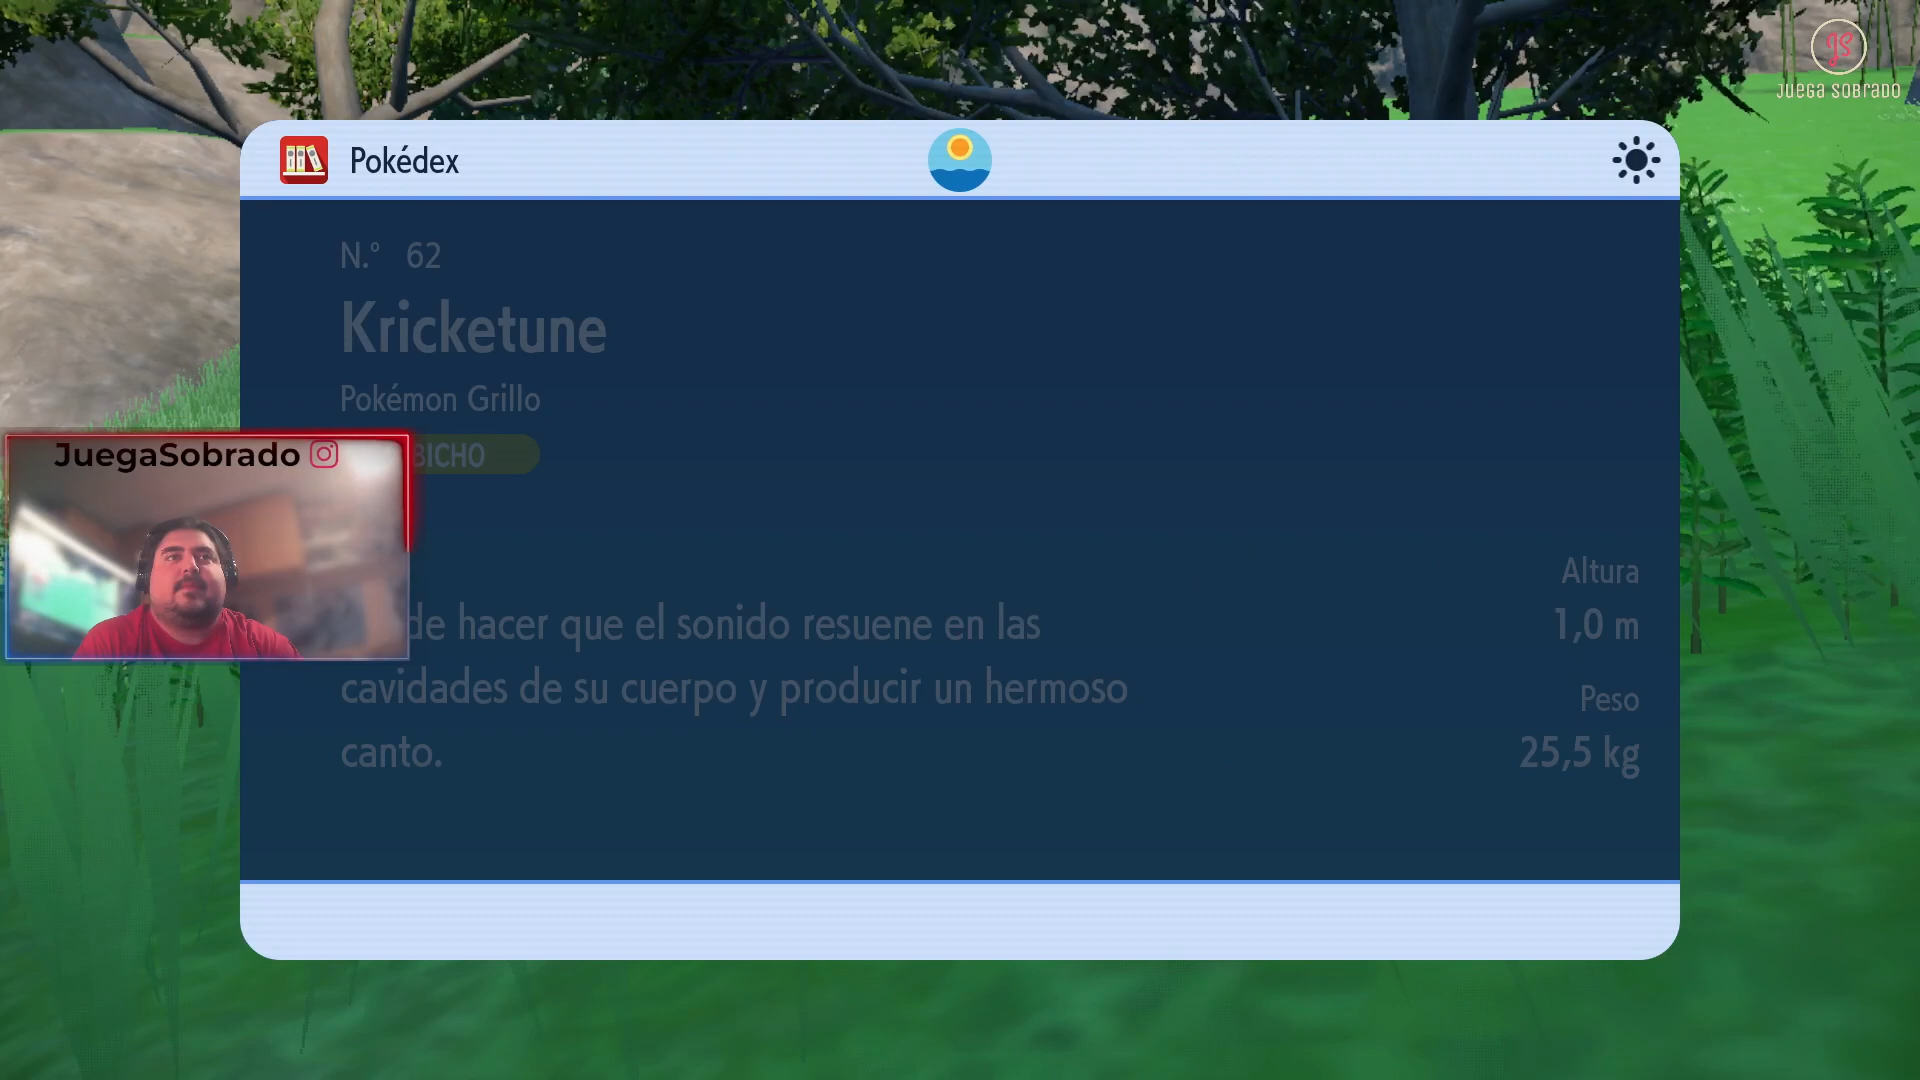 JUEGA SOBRADO
Pokédex
N.° 62
Kricketune
Pokémon Grillo
BICHO
JuegaSobrado
Altura
1,0 m
de hacer que el sonido resuene en las
cavidades de su cuerpo y producir un hermoso
canto.
Peso
25,5 kg